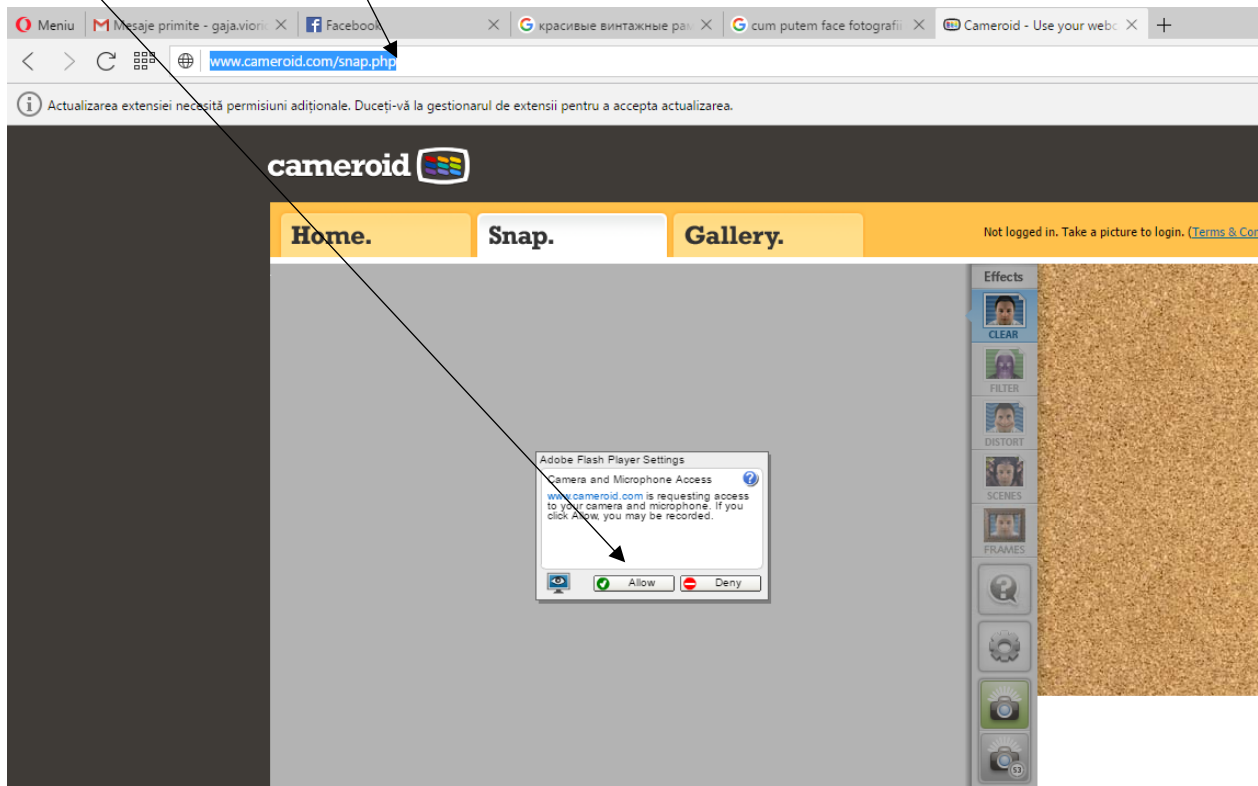 Meniu
Mesaje primite - gaja.vioric
Facebook
красивые винтажные рам
cum putem face fotografii
Cameroid - Use your webc
www.cameroid.com/snap.php
Actualizarea extensiei necesită permisiuni adiționale. Duceți-vă la gestionarul de extensii pentru a accepta actualizarea.
cameroid
Home.
Snap.
Gallery.
Not logged in. Take a picture to login. (Terms & Con
Effects
CLEAR
FILTER
DISTORT
SCENES
FRAMES
Adobe Flash Player Settings
Camera and Microphone Access
www.cameroid.com is requesting access
to your camera and microphone. If you
click Allow, you may be recorded.
Allow
Deny
53